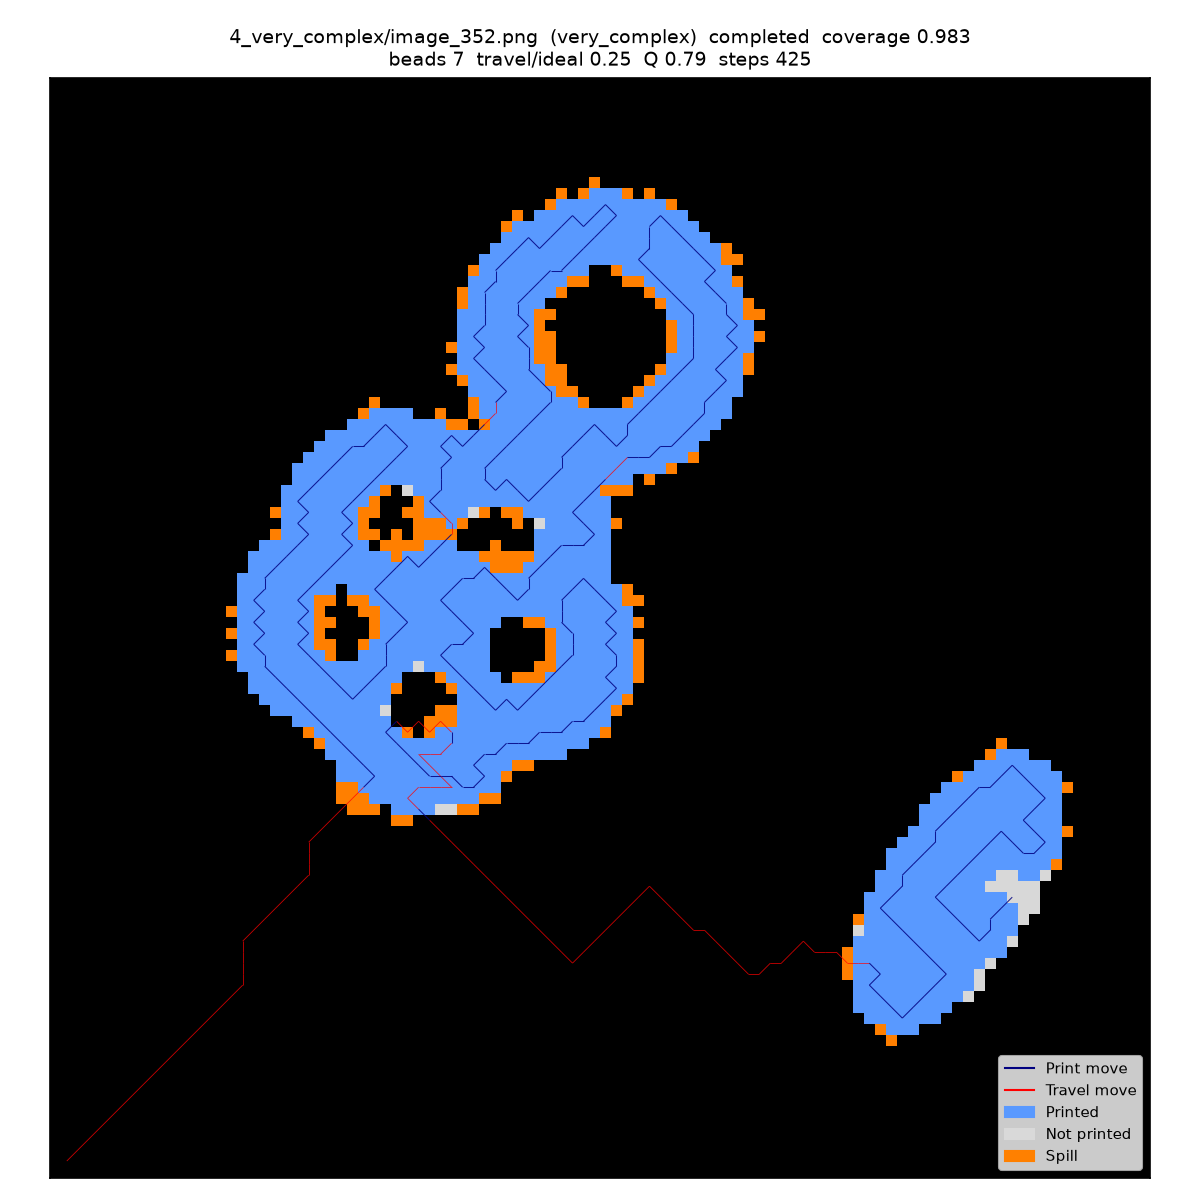 4_very_complex/image_352.png  (very_complex)  completed  coverage 0.983
beads 7  travel/ideal 0.25  Q 0.79  steps 425
Print move
Travel move
Printed
Not printed
Spill